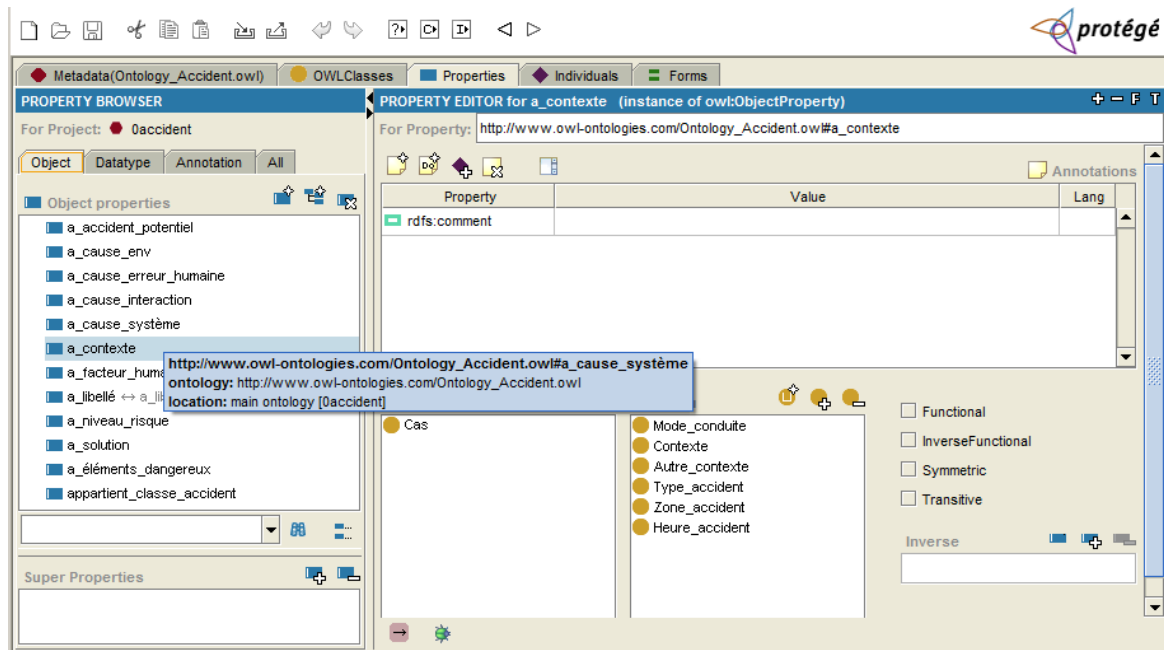 protégé
Metadata(Ontology_Accident.owl) OWLClasses Properties Individuals Forms
PROPERTY BROWSER
For Project: 0accident
Object Datatype Annotation All
Object properties
a_accident_potentiel
a_cause_env
a_cause_erreur_humaine
a_cause_interaction
a_cause_système
a_contexte
a_facteur_huma
a_libellé ↔ a_lib
a_niveau_risque
a_solution
a_éléments_dangereux
appartient_classe_accident
Super Properties
http://www.owl-ontologies.com/Ontology_Accident.owl#a_cause_système
ontology: http://www.owl-ontologies.com/Ontology_Accident.owl
location: main ontology [0accident]
PROPERTY EDITOR for a_contexte (instance of owl:ObjectProperty) F T
For Property: http://www.owl-ontologies.com/Ontology_Accident.owl#a_contexte
Annotations
Property Value Lang
rdfs:comment
Cas
Mode_conduite
Contexte
Autre_contexte
Type_accident
Zone_accident
Heure_accident
Functional
InverseFunctional
Symmetric
Transitive
Inverse